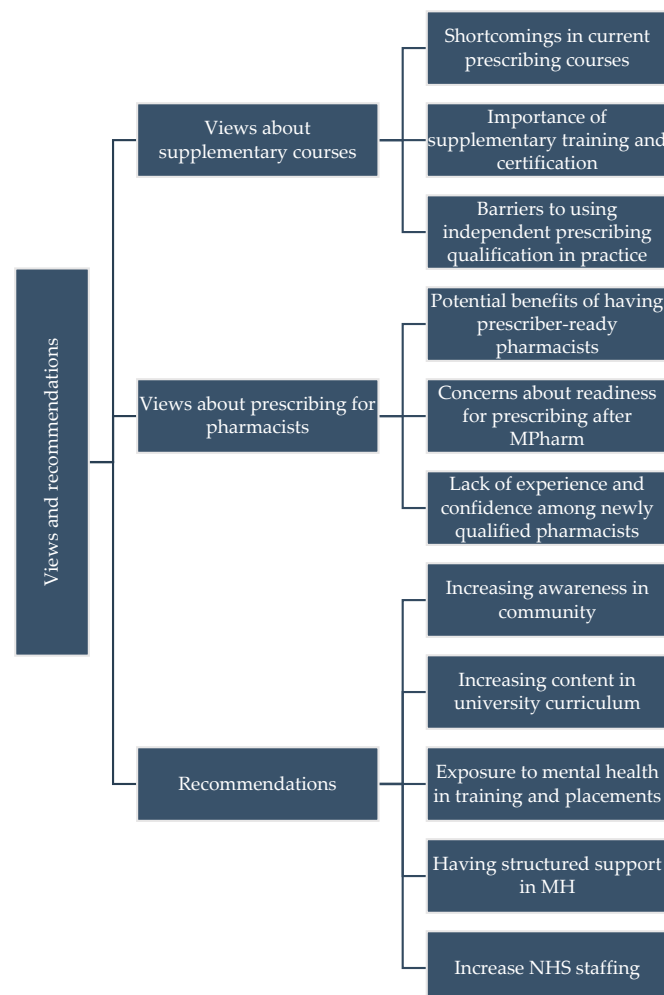 Views and recommendations
Views about
supplementary courses
Shortcomings in current
prescribing courses
Importance of
supplementary training and
certification
Barriers to using
independent prescribing
qualification in practice
Views about prescribing for
pharmacists
Potential benefits of having
prescriber-ready
pharmacists
Concerns about readiness
for prescribing after
MPharm
Lack of experience and
confidence among newly
qualified pharmacists
Recommendations
Increasing awareness in
community
Increasing content in
university curriculum
Exposure to mental health
in training and placements
Having structured support
in MH
Increase NHS staffing